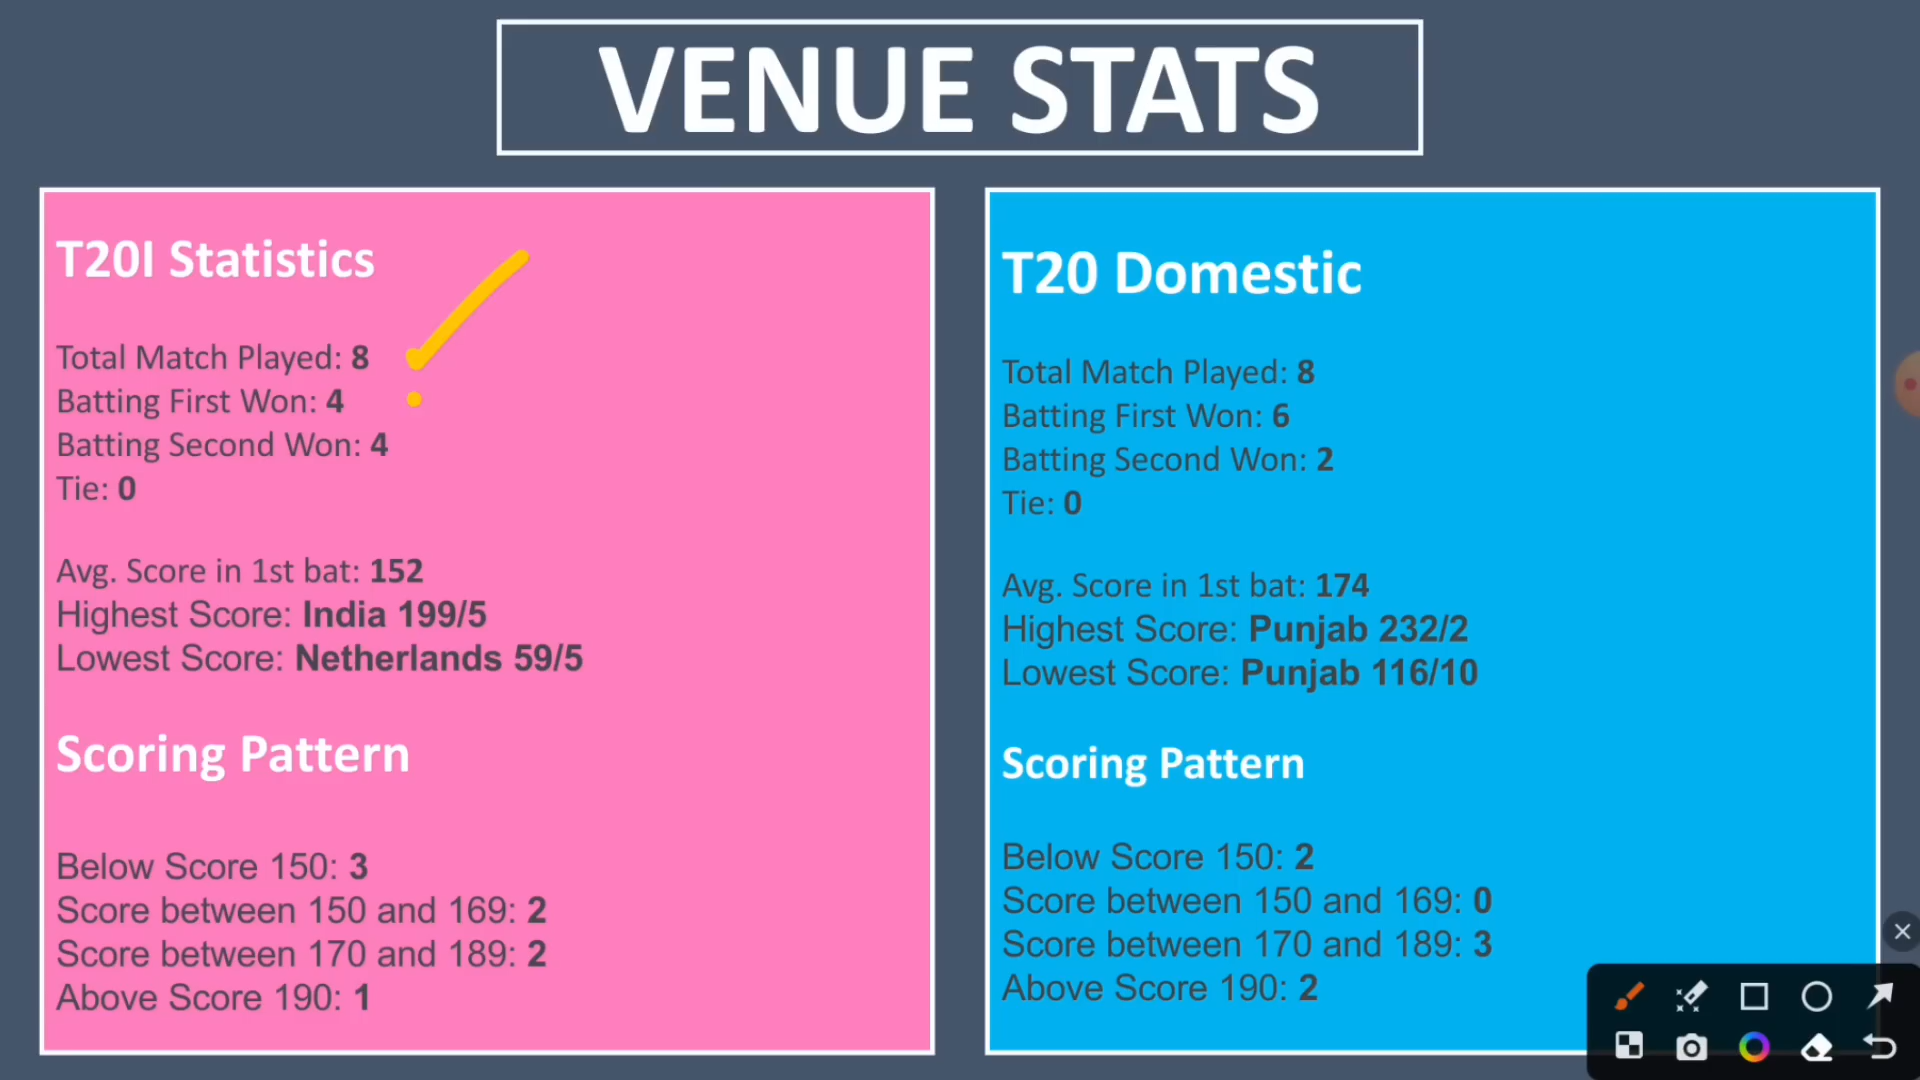 VENUE STATS
T20I Statistics
Total Match Played: 8
Batting First Won: 4
Batting Second Won: 4
Tie: 0
Avg. Score in 1st bat: 152
Highest Score: India 199/5
Lowest Score: Netherlands 59/5
Scoring Pattern
Below Score 150: 3
Score between 150 and 169: 2
Score between 170 and 189: 2
Above Score 190: 1
T20 Domestic
Total Match Played: 8
Batting First Won: 6
Batting Second Won: 2
Tie: 0
Avg. Score in 1st bat: 174
Highest Score: Punjab 232/2
Lowest Score: Punjab 116/10
Scoring Pattern
Below Score 150: 2
Score between 150 and 169: 0
Score between 170 and 189: 3
Above Score 190: 2